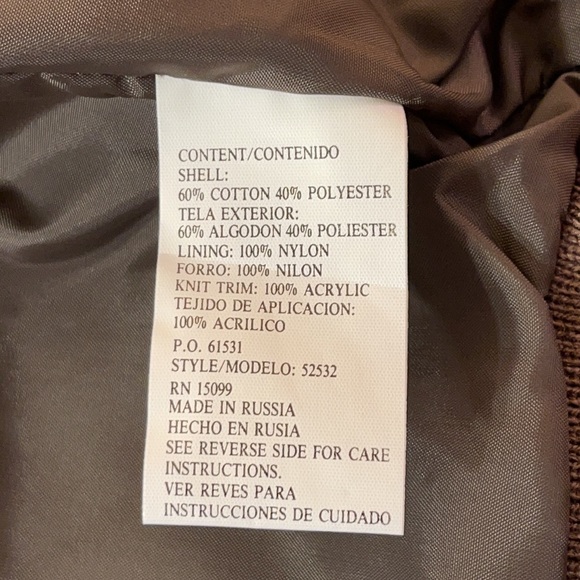 CONTENT/CONTENIDO
SHELL:
60% COTTON 40% POLYESTER
TELA EXTERIOR:
60% ALGODON 40% POLIESTER
LINING: 100% NYLON
FORRO: 100% NILON
KNIT TRIM: 100% ACRYLIC
TEJIDO DE APLICACION:
100% ACRILICO
P.O. 61531
STYLE/MODELO: 52532
RN 15099
MADE IN RUSSIA
HECHO EN RUSIA
SEE REVERSE SIDE FOR CARE
INSTRUCTIONS.
VER REVES PARA
INSTRUCCIONES DE CUIDADO